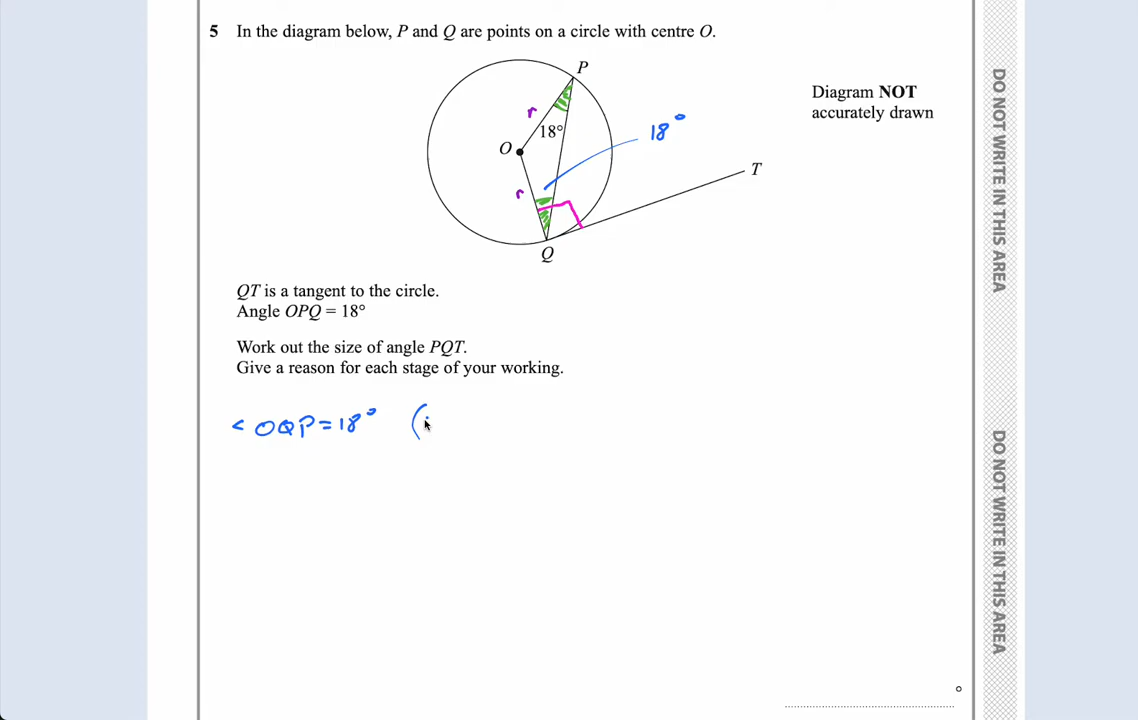 5 In the diagram below, P and Q are points on a circle with centre O.
P
Diagram NOT
accurately drawn
r
18°
18°
O
T
r
Q
QT is a tangent to the circle.
Angle OPQ = 18°
Work out the size of angle PQT.
Give a reason for each stage of your working.
< OQP = 18° (
°
DO NOT WRITE IN THIS AREA
DO NOT WRITE IN THIS AREA